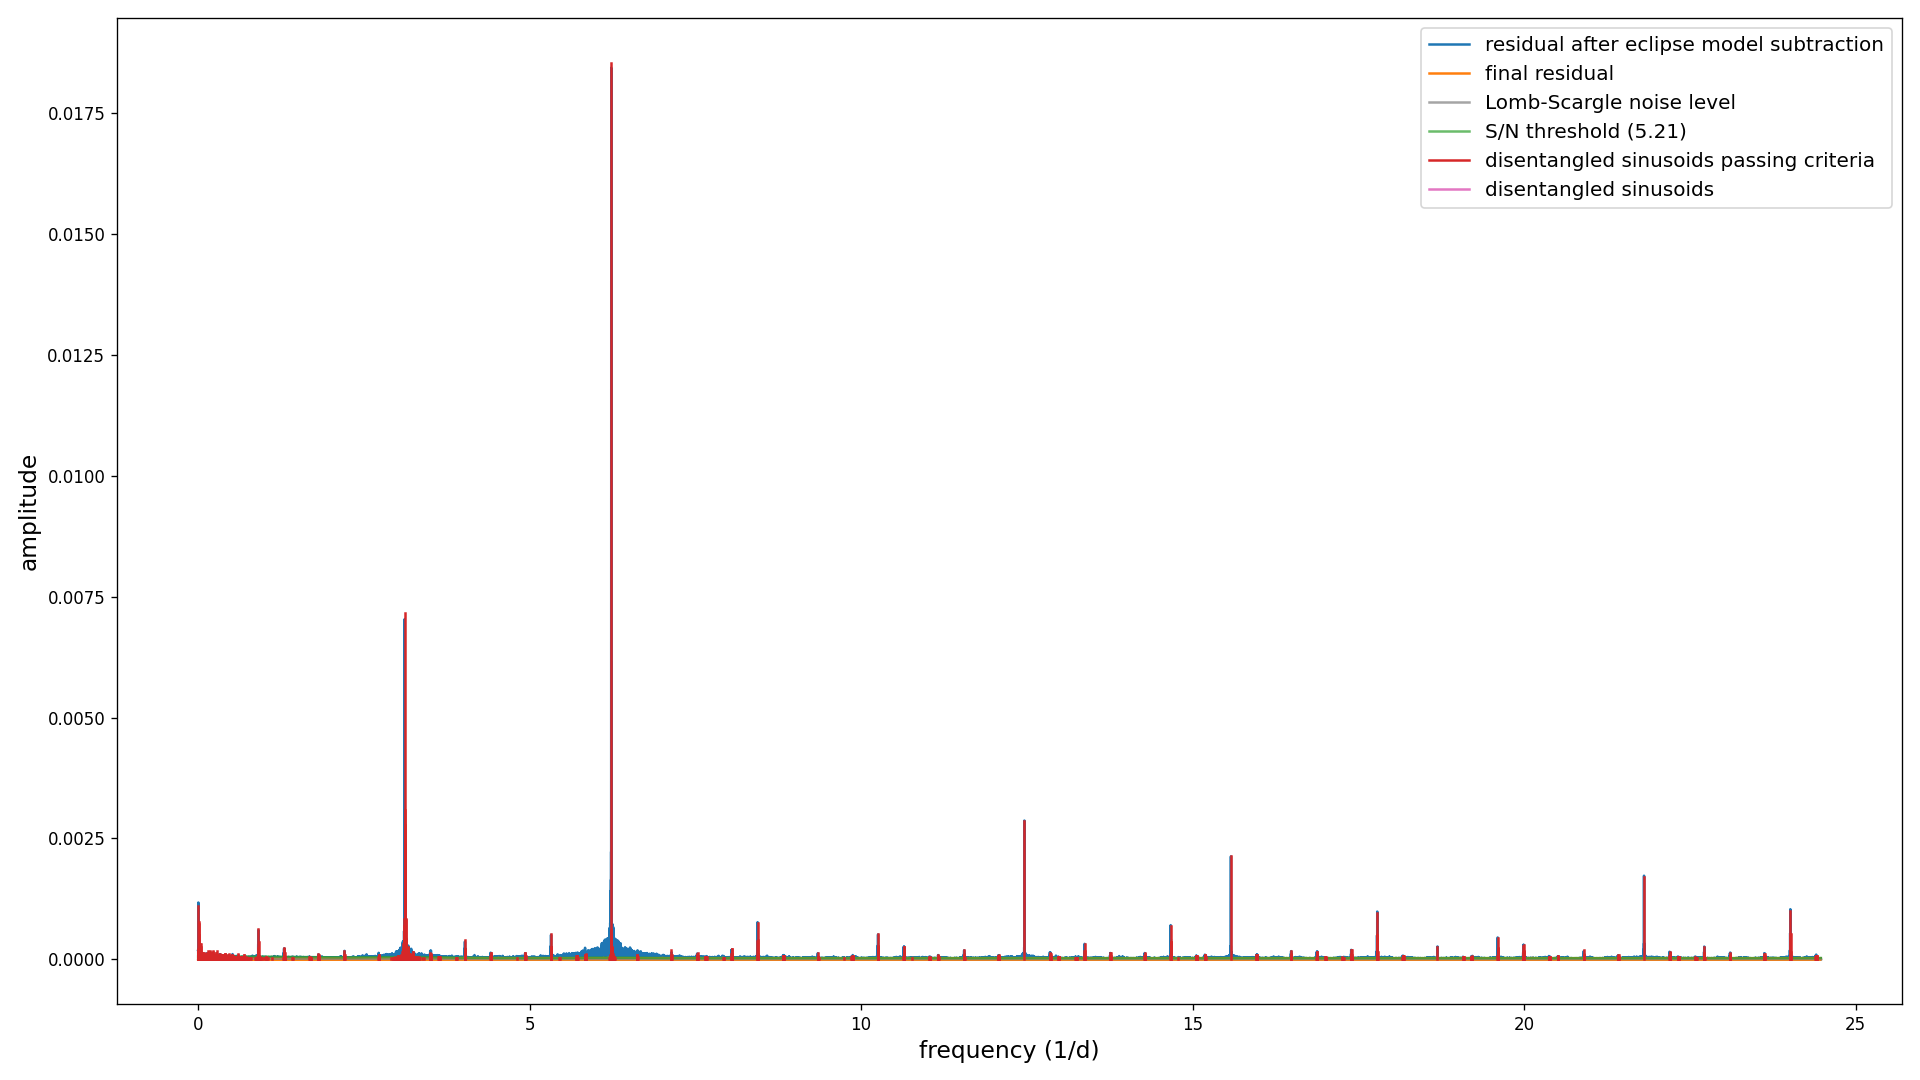 residual after eclipse model subtraction
final residual
Lomb-Scargle noise level
S/N threshold (5.21)
disentangled sinusoids passing criteria
disentangled sinusoids
0.0175
0.0150
0.0125
0.0100
0.0075
0.0050
0.0025
0.0000
amplitude
0 5 10 15 20 25
frequency (1/d)